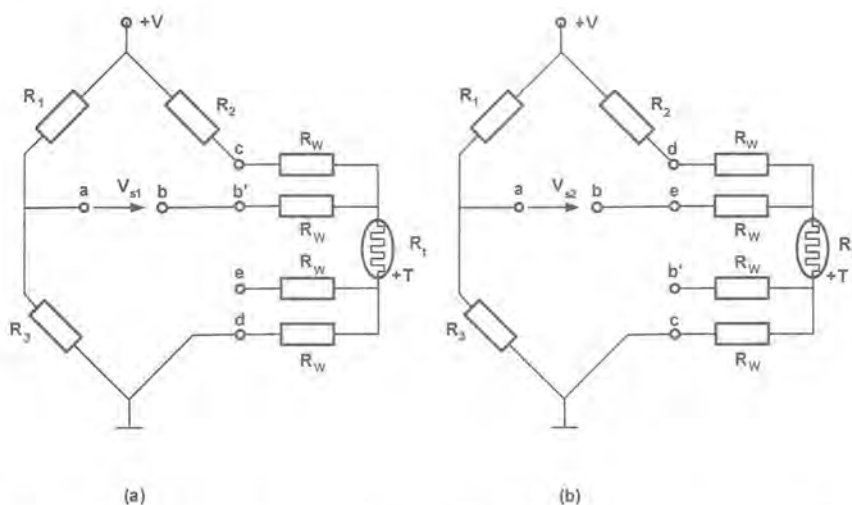 +V
R1
R2
c
RW
a
Vs1
b
b'
RW
Rt
+T
e
RW
R3
d
RW
(a)
+V
R1
R2
d
RW
a
Vs2
b
e
RW
R
+T
b'
RW
R3
c
RW
(b)